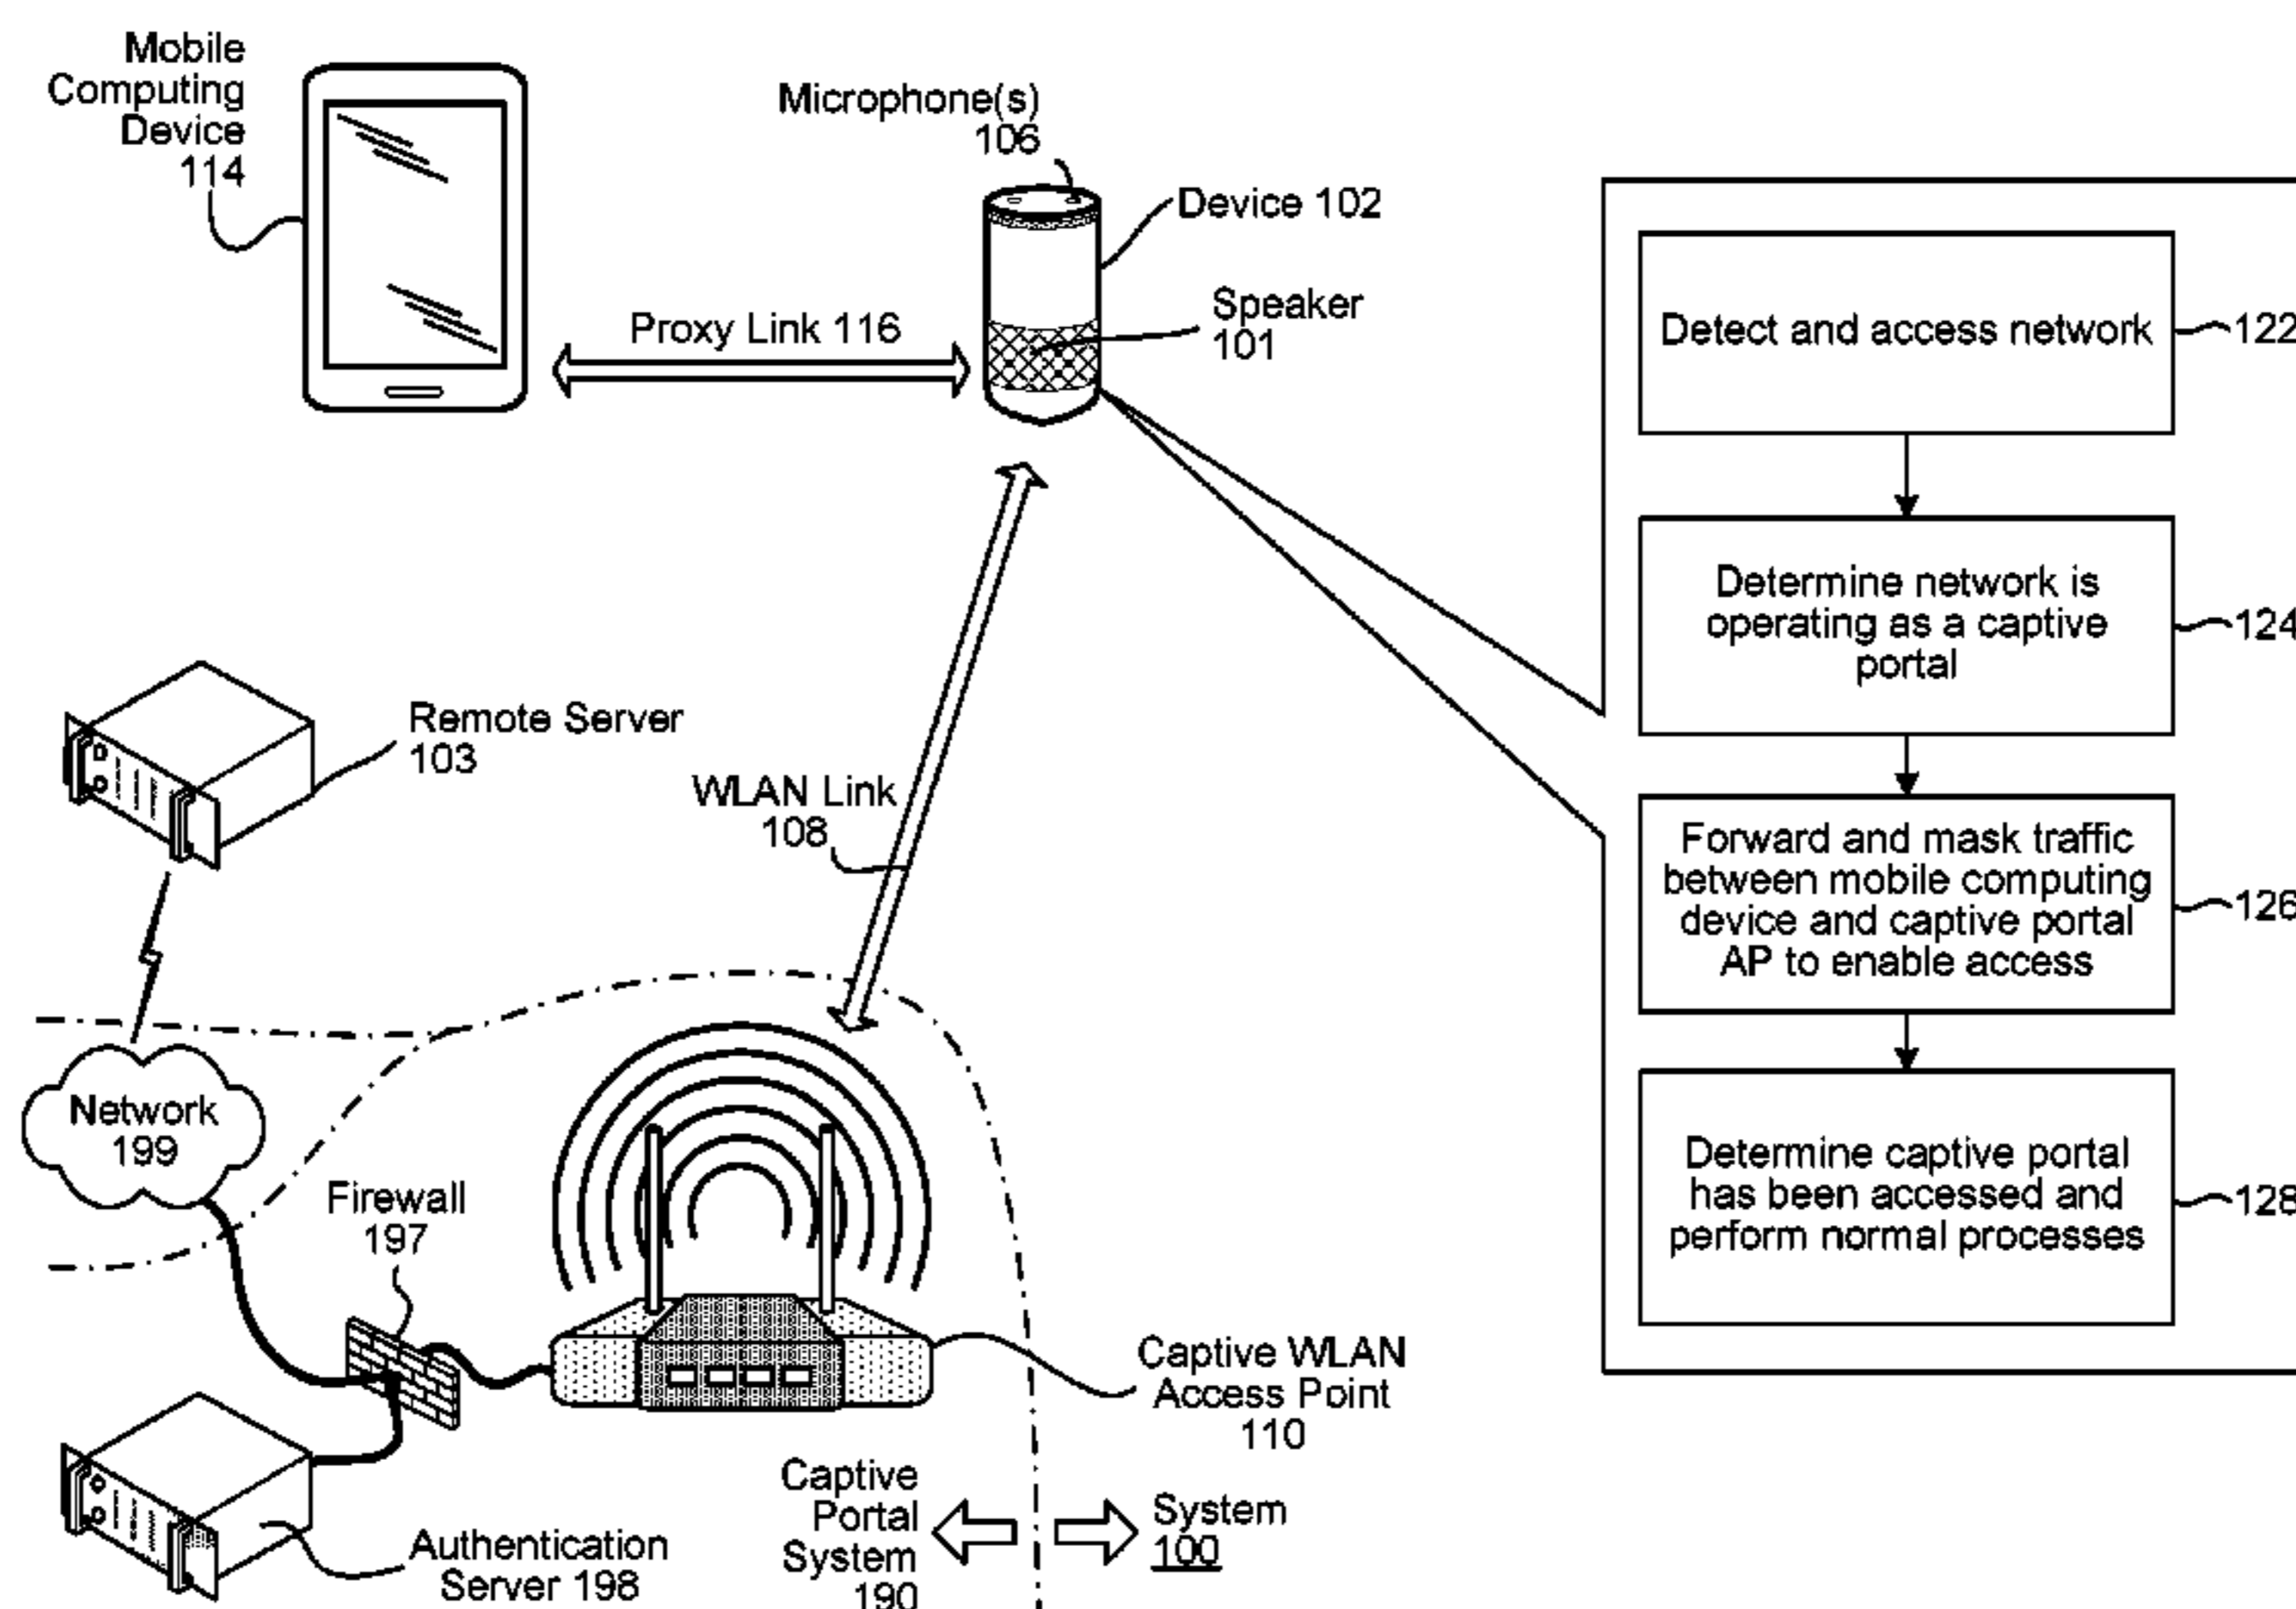 Mobile
Computing
Device
114
Microphone(s)
106
Device 102
Speaker
101
Proxy Link 116
Remote Server
103
WLAN Link
108
Network
199
Firewall
197
Captive WLAN
Access Point
110
Authentication
Server 198
Captive
Portal
System
190
System
100
Detect and access network
122
Determine network is
operating as a captive
portal
124
Forward and mask traffic
between mobile computing
device and captive portal
AP to enable access
126
Determine captive portal
has been accessed and
perform normal processes
128